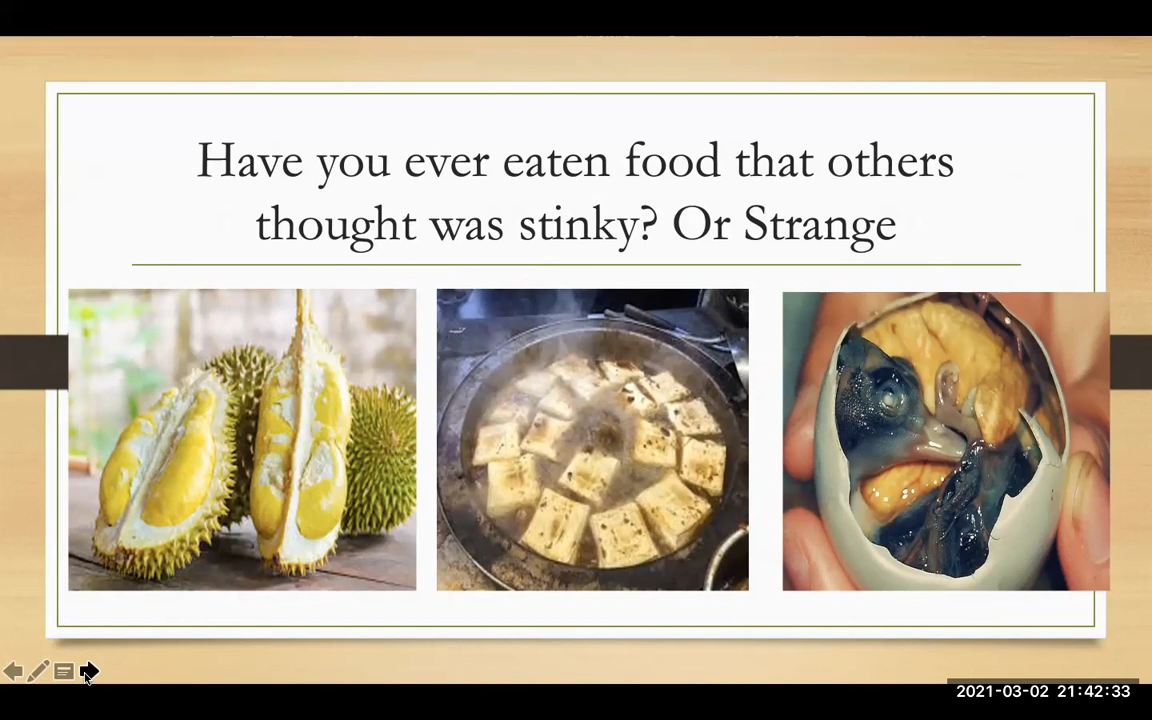 Have you ever eaten food that others
thought was stinky? Or Strange
2021-03-02 21:42:33